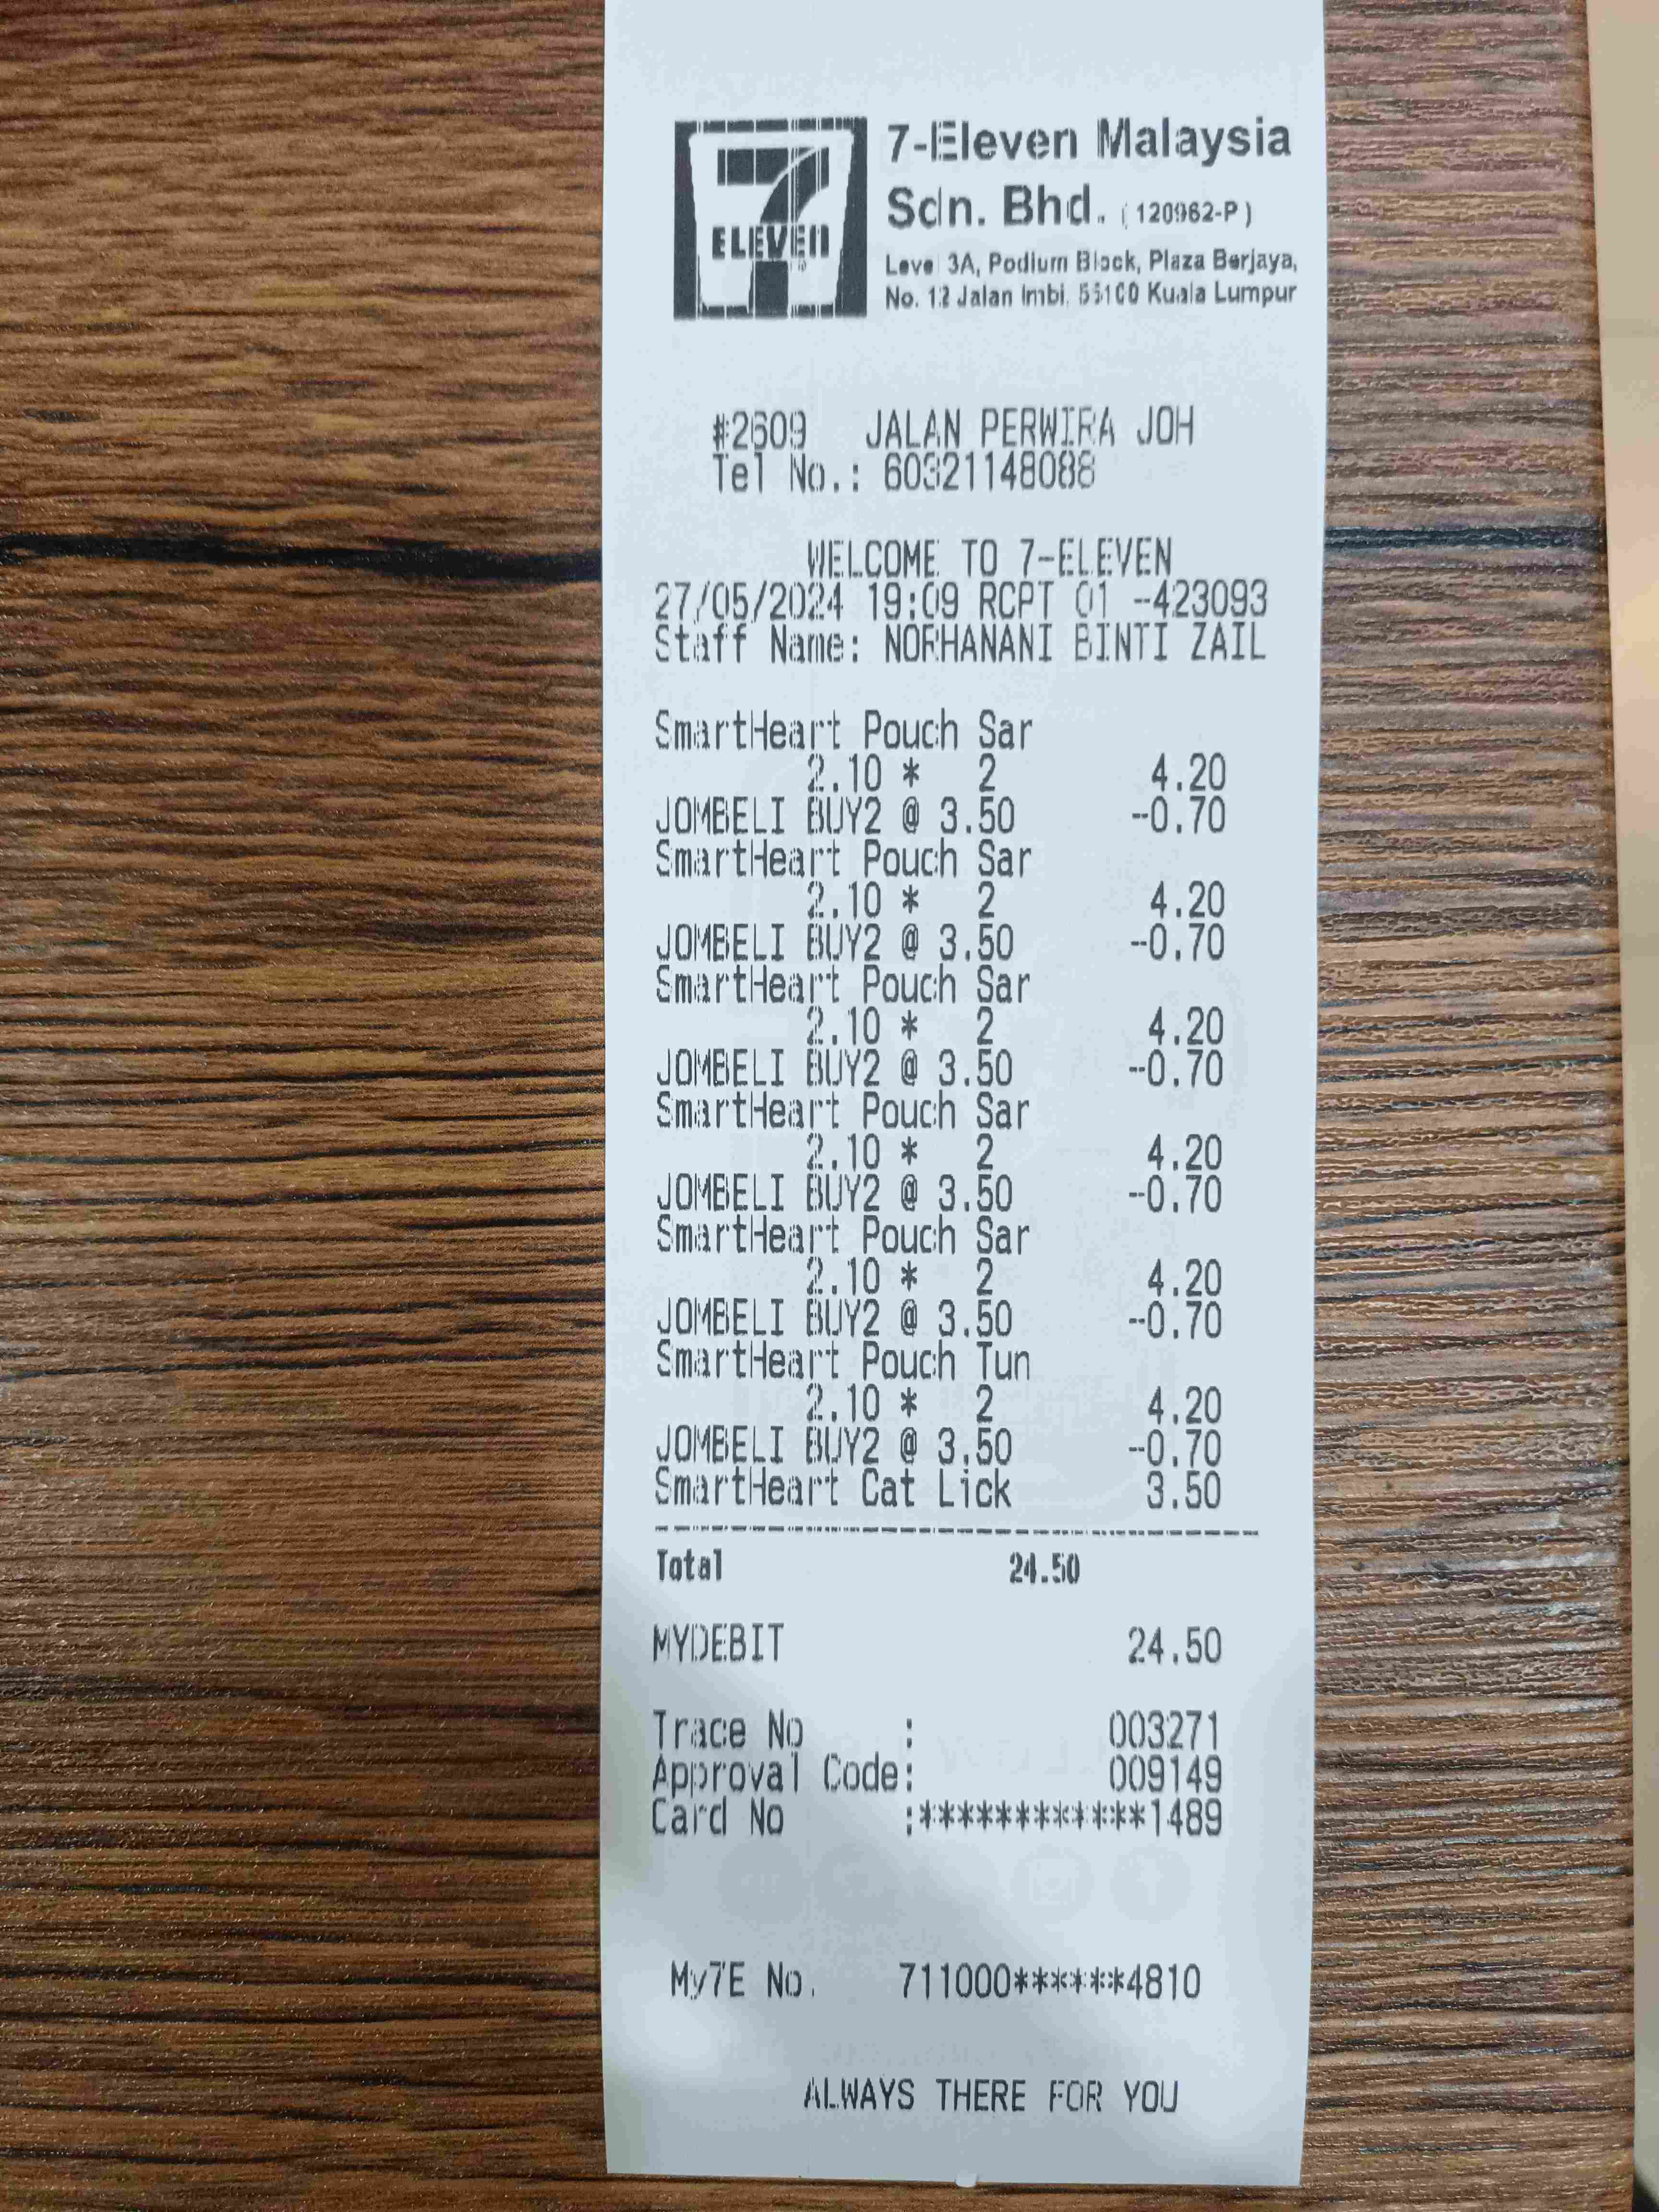 7-Eleven Malaysia
Sdn. Bhd. (120962-P)
Level 3A, Podium Block, Plaza Berjaya,
No. 12 Jalan Imbi, 55100 Kuala Lumpur
7
ELEVEN
#2609 JALAN PERWIRA JOH
Tel No.: 60321148088
WELCOME TO 7-ELEVEN
27/05/2024 19:09 RCPT 01 -423093
Staff Name: NORHANANI BINTI ZAIL
SmartHeart Pouch Sar
2.10 * 2 4.20
JOMBELI BUY2 @ 3.50 -0.70
SmartHeart Pouch Sar
2.10 * 2 4.20
JOMBELI BUY2 @ 3.50 -0.70
SmartHeart Pouch Sar
2.10 * 2 4.20
JOMBELI BUY2 @ 3.50 -0.70
SmartHeart Pouch Sar
2.10 * 2 4.20
JOMBELI BUY2 @ 3.50 -0.70
SmartHeart Pouch Sar
2.10 * 2 4.20
JOMBELI BUY2 @ 3.50 -0.70
SmartHeart Pouch Tun
2.10 * 2 4.20
JOMBELI BUY2 @ 3.50 -0.70
SmartHeart Cat Lick 3.50
Total 24.50
MYDEBIT 24.50
Trace No : 003271
Approval Code: 009149
Card No :************1489
My7E No. 711000******4810
ALWAYS THERE FOR YOU